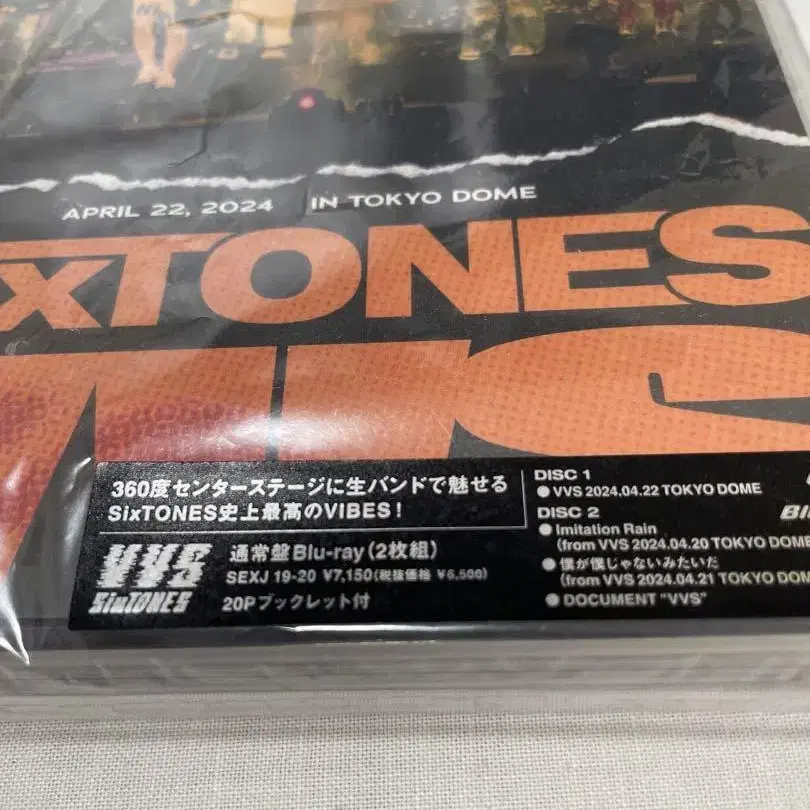 APRIL 22, 2024 IN TOKYO DOME
SixTONES
VVS
360度センターステージに生バンドで魅せる
SixTONES史上最高のVIBES!
VVS
SixTONES
通常盤Blu-ray(2枚組)
SEXJ 19-20 ¥7,150(税抜価格 ¥6,500)
20Pブックレット付
DISC 1
● VVS 2024.04.22 TOKYO DOME
DISC 2
● Imitation Rain
(from VVS 2024.04.20 TOKYO DOME
● 僕が僕じゃないみたいだ
(from VVS 2024.04.21 TOKYO DOM
● DOCUMENT "VVS"